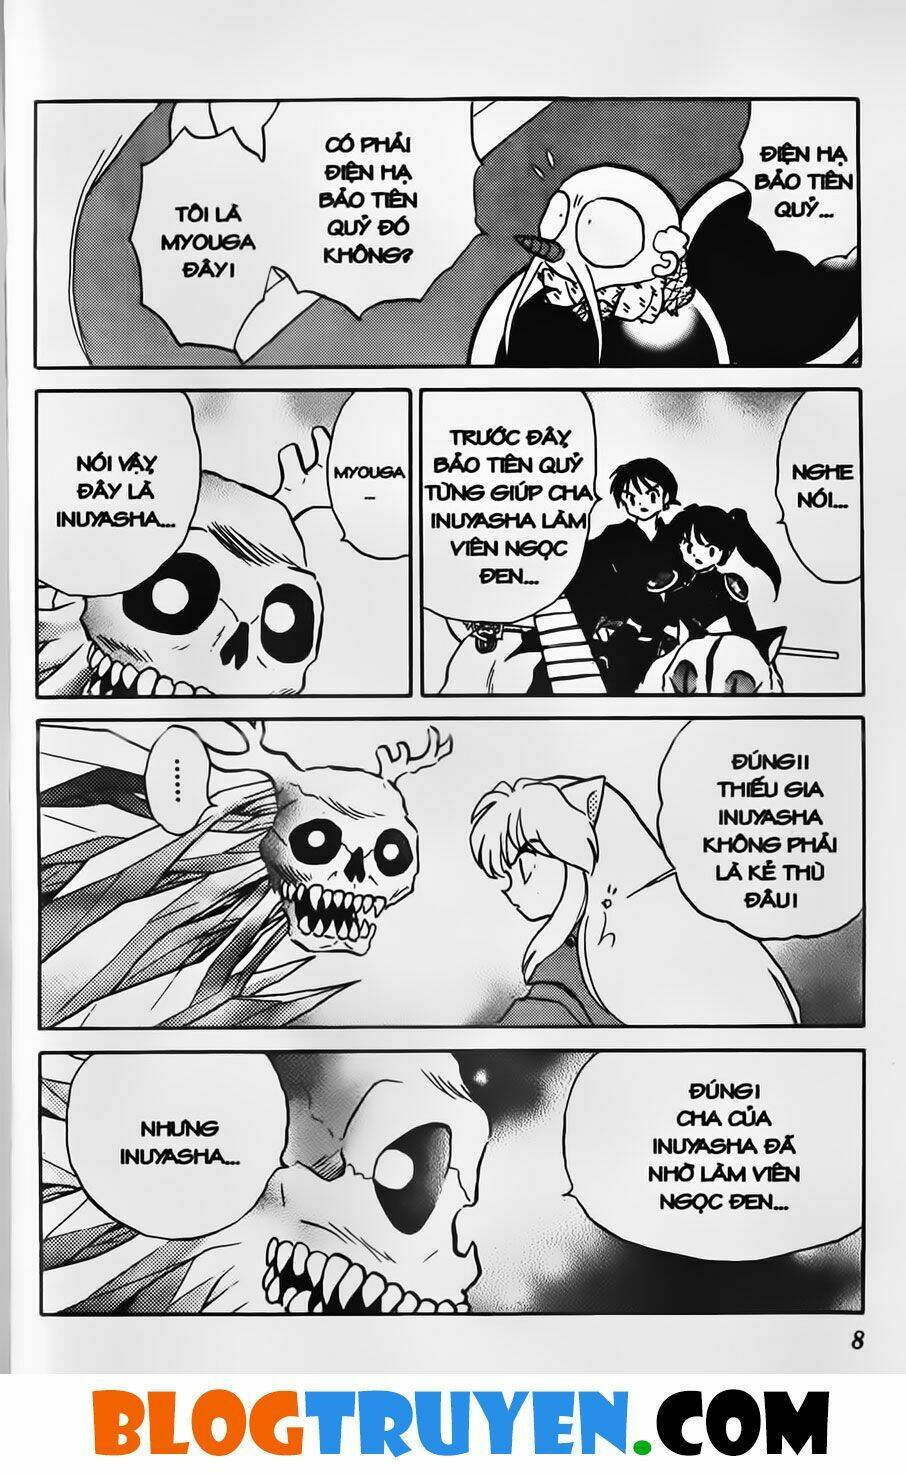 ĐIỆN HẠ
BẢO TIÊN
QUỶ...
CÓ PHẢI
ĐIỆN HẠ
BẢO TIÊN
QUỶ ĐÓ
KHÔNG?
TÔI LÀ
MYOUGA
ĐÂY!
NGHE
NÓI...
TRƯỚC ĐÂY,
BẢO TIÊN QUỶ
TỪNG GIÚP CHA
INUYASHA LÀM
VIÊN NGỌC
ĐEN...
MYOUGA
...
NÓI VẬY,
ĐÂY LÀ
INUYASHA...
ĐÚNG!!
THIẾU GIA
INUYASHA
KHÔNG PHẢI
LÀ KẺ THÙ
ĐÂU!
......
ĐÚNG!
CHA CỦA
INUYASHA ĐÃ
NHỜ LÀM VIÊN
NGỌC ĐEN...
NHƯNG
INUYASHA...
8
BLOGTRUYEN.COM